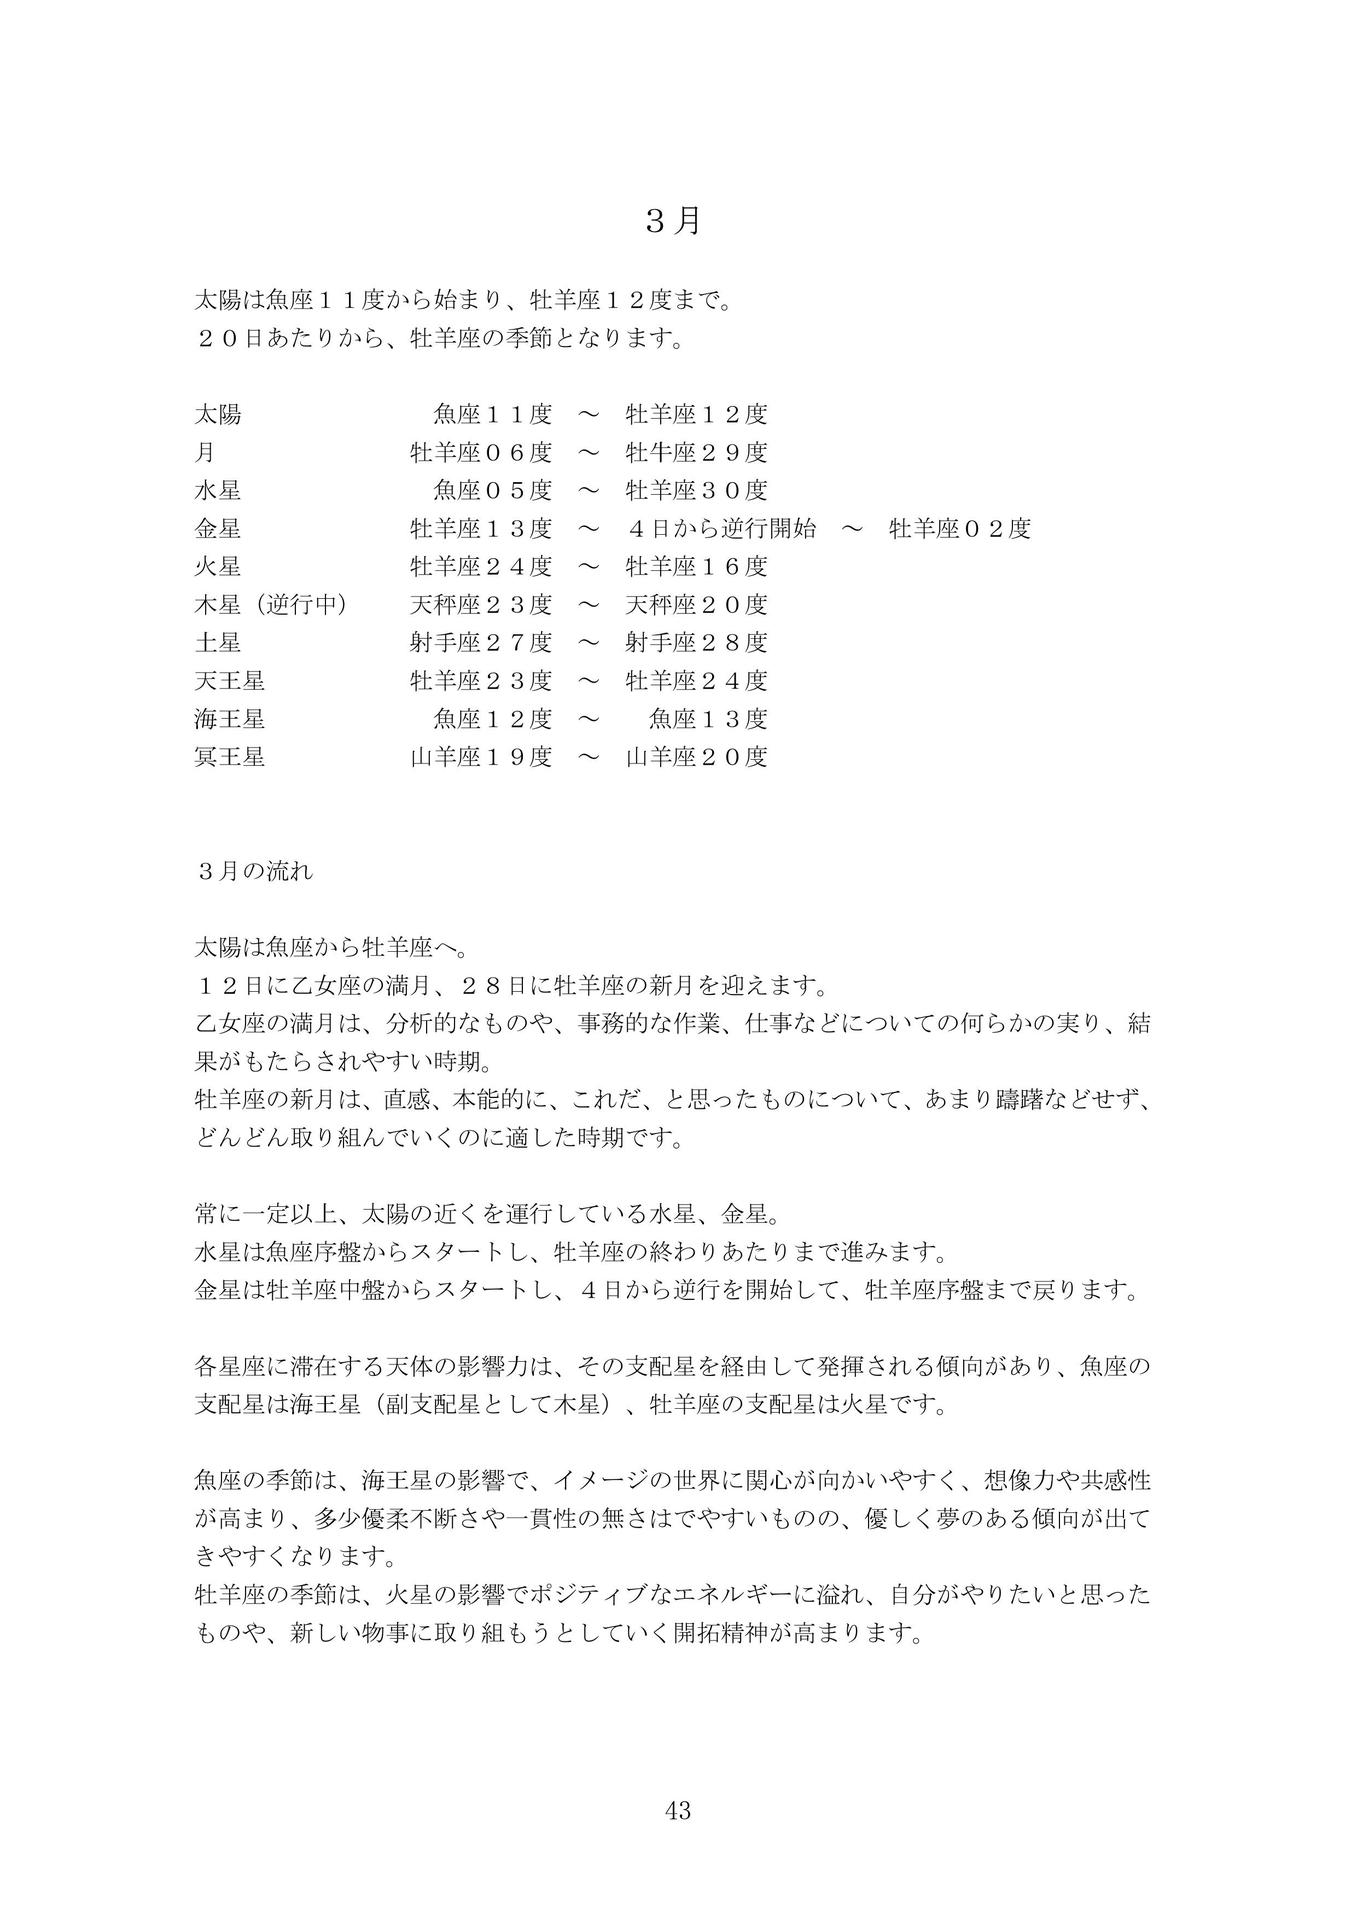 ３月
太陽は魚座１１度から始まり、牡羊座１２度まで。
２０日あたりから、牡羊座の季節となります。
太陽　魚座１１度　～　牡羊座１２度
月　牡羊座０６度　～　牡牛座２９度
水星　魚座０５度　～　牡羊座３０度
金星　牡羊座１３度　～　４日から逆行開始　～　牡羊座０２度
火星　牡羊座２４度　～　牡羊座１６度
木星（逆行中）　天秤座２３度　～　天秤座２０度
土星　射手座２７度　～　射手座２８度
天王星　牡羊座２３度　～　牡羊座２４度
海王星　魚座１２度　～　魚座１３度
冥王星　山羊座１９度　～　山羊座２０度
３月の流れ
太陽は魚座から牡羊座へ。
１２日に乙女座の満月、２８日に牡羊座の新月を迎えます。
乙女座の満月は、分析的なものや、事務的な作業、仕事などについての何らかの実り、結
果がもたらされやすい時期。
牡羊座の新月は、直感、本能的に、これだ、と思ったものについて、あまり躊躇などせず、
どんどん取り組んでいくのに適した時期です。
常に一定以上、太陽の近くを運行している水星、金星。
水星は魚座序盤からスタートし、牡羊座の終わりあたりまで進みます。
金星は牡羊座中盤からスタートし、４日から逆行を開始して、牡羊座序盤まで戻ります。
各星座に滞在する天体の影響力は、その支配星を経由して発揮される傾向があり、魚座の
支配星は海王星（副支配星として木星）、牡羊座の支配星は火星です。
魚座の季節は、海王星の影響で、イメージの世界に関心が向かいやすく、想像力や共感性
が高まり、多少優柔不断さや一貫性の無さはでやすいものの、優しく夢のある傾向が出て
きやすくなります。
牡羊座の季節は、火星の影響でポジティブなエネルギーに溢れ、自分がやりたいと思った
ものや、新しい物事に取り組もうとしていく開拓精神が高まります。
43